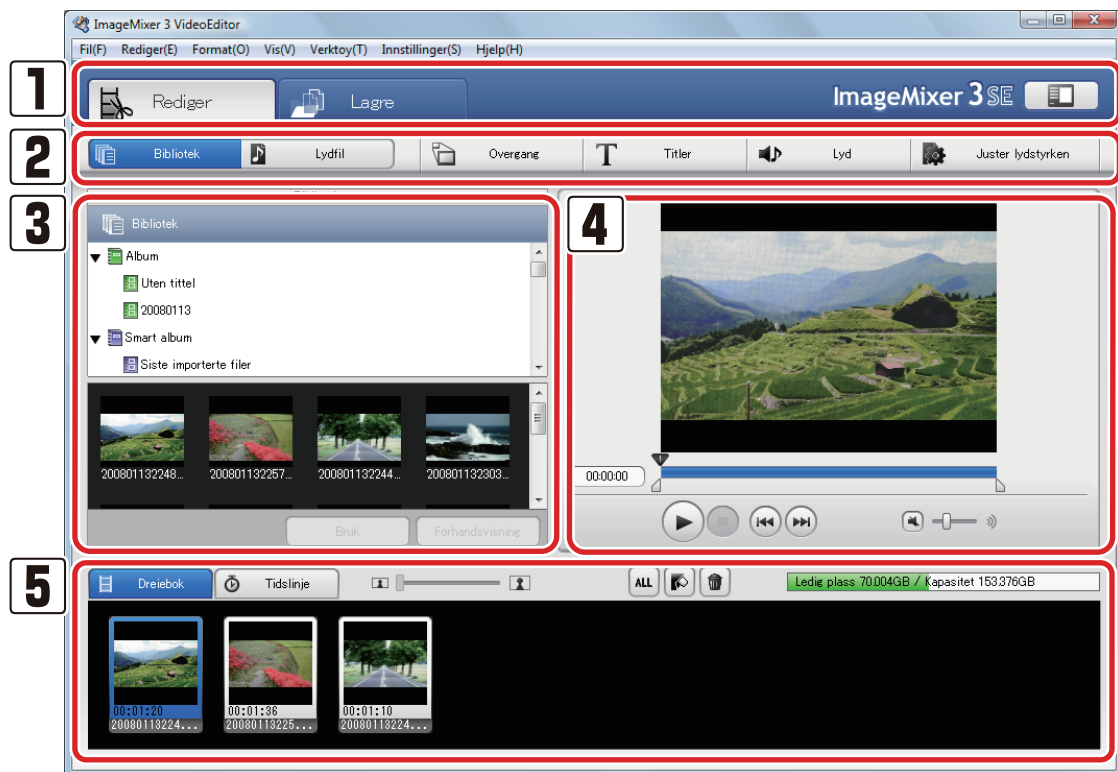 ImageMixer 3 VideoEditor
Fil(F) Rediger(E) Format(O) Vis(V) Verktoy(T) Innstillinger(S) Hjelp(H)
1
Rediger Lagre ImageMixer 3 SE
2
Bibliotek Lydfil Overgang Titler Lyd Juster lydstyrken
3
Bibliotek
Album
Uten tittel
20080113
Smart album
Siste importerte filer
200801132248... 200801132257... 200801132244... 200801132303...
Bruk Forhandsvisning
4
00:00:00
5
Dreiebok Tidslinje ALL Ledig plass 70.004GB / Kapasitet 153.376GB
00:01:20 00:01:36 00:01:10
20080113224... 20080113225... 20080113224...